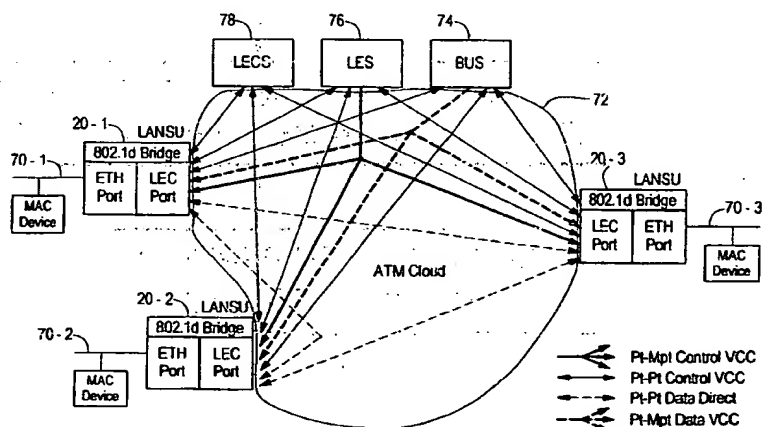 78
76
74
LECS
LES
BUS
72
20 - 1
LANSU
802.1d Bridge
70 - 1
ETH Port
LEC Port
MAC Device
20 - 3
LANSU
802.1d Bridge
70 - 3
LEC Port
ETH Port
MAC Device
ATM Cloud
20 - 2
LANSU
802.1d Bridge
70 - 2
ETH Port
LEC Port
MAC Device
Pt-Mpt Control VCC
Pt-Pt Control VCC
Pt-Pt Data Direct
Pt-Mpt Data VCC